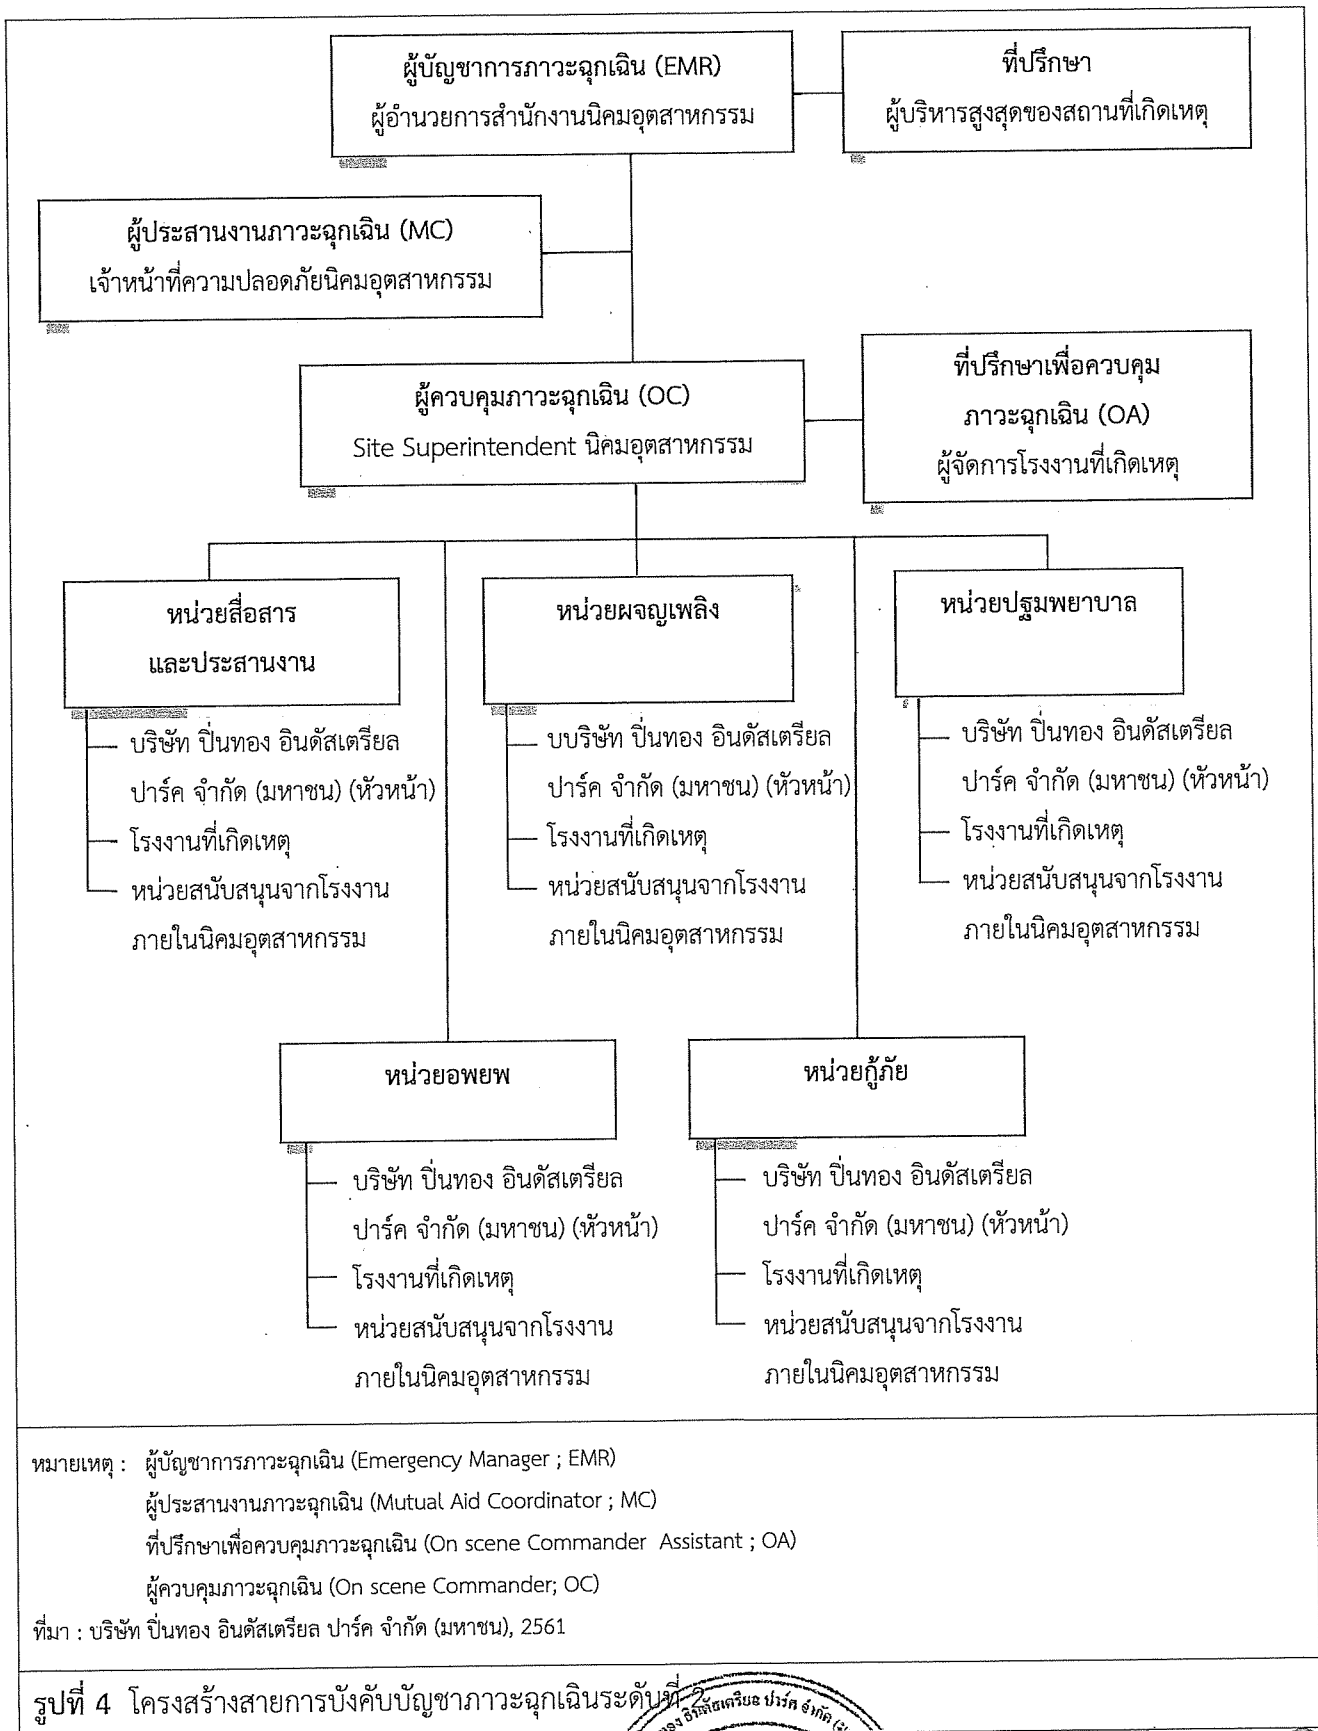 ผู้บัญชาการภาวะฉุกเฉิน (EMR)
ผู้อำนวยการสำนักงานนิคมอุตสาหกรรม
ที่ปรึกษา
ผู้บริหารสูงสุดของสถานที่เกิดเหตุ
ผู้ประสานงานภาวะฉุกเฉิน (MC)
เจ้าหน้าที่ความปลอดภัยนิคมอุตสาหกรรม
ผู้ควบคุมภาวะฉุกเฉิน (OC)
Site Superintendent นิคมอุตสาหกรรม
ที่ปรึกษาเพื่อควบคุม
ภาวะฉุกเฉิน (OA)
ผู้จัดการโรงงานที่เกิดเหตุ
หน่วยสื่อสาร
และประสานงาน
บริษัท ปิ่นทอง อินดัสเตรียล
ปาร์ค จำกัด (มหาชน) (หัวหน้า)
โรงงานที่เกิดเหตุ
หน่วยสนับสนุนจากโรงงาน
ภายในนิคมอุตสาหกรรม
หน่วยผจญเพลิง
บบริษัท ปิ่นทอง อินดัสเตรียล
ปาร์ค จำกัด (มหาชน) (หัวหน้า)
โรงงานที่เกิดเหตุ
หน่วยสนับสนุนจากโรงงาน
ภายในนิคมอุตสาหกรรม
หน่วยปฐมพยาบาล
บริษัท ปิ่นทอง อินดัสเตรียล
ปาร์ค จำกัด (มหาชน) (หัวหน้า)
โรงงานที่เกิดเหตุ
หน่วยสนับสนุนจากโรงงาน
ภายในนิคมอุตสาหกรรม
หน่วยอพยพ
บริษัท ปิ่นทอง อินดัสเตรียล
ปาร์ค จำกัด (มหาชน) (หัวหน้า)
โรงงานที่เกิดเหตุ
หน่วยสนับสนุนจากโรงงาน
ภายในนิคมอุตสาหกรรม
หน่วยกู้ภัย
บริษัท ปิ่นทอง อินดัสเตรียล
ปาร์ค จำกัด (มหาชน) (หัวหน้า)
โรงงานที่เกิดเหตุ
หน่วยสนับสนุนจากโรงงาน
ภายในนิคมอุตสาหกรรม
หมายเหตุ : ผู้บัญชาการภาวะฉุกเฉิน (Emergency Manager ; EMR)
ผู้ประสานงานภาวะฉุกเฉิน (Mutual Aid Coordinator ; MC)
ที่ปรึกษาเพื่อควบคุมภาวะฉุกเฉิน (On scene Commander Assistant ; OA)
ผู้ควบคุมภาวะฉุกเฉิน (On scene Commander; OC)
ที่มา : บริษัท ปิ่นทอง อินดัสเตรียล ปาร์ค จำกัด (มหาชน), 2561
รูปที่ 4 โครงสร้างสายการบังคับบัญชาภาวะฉุกเฉินระดับที่ 2
อินดัสเตรียล ปาร์ค จำกัด